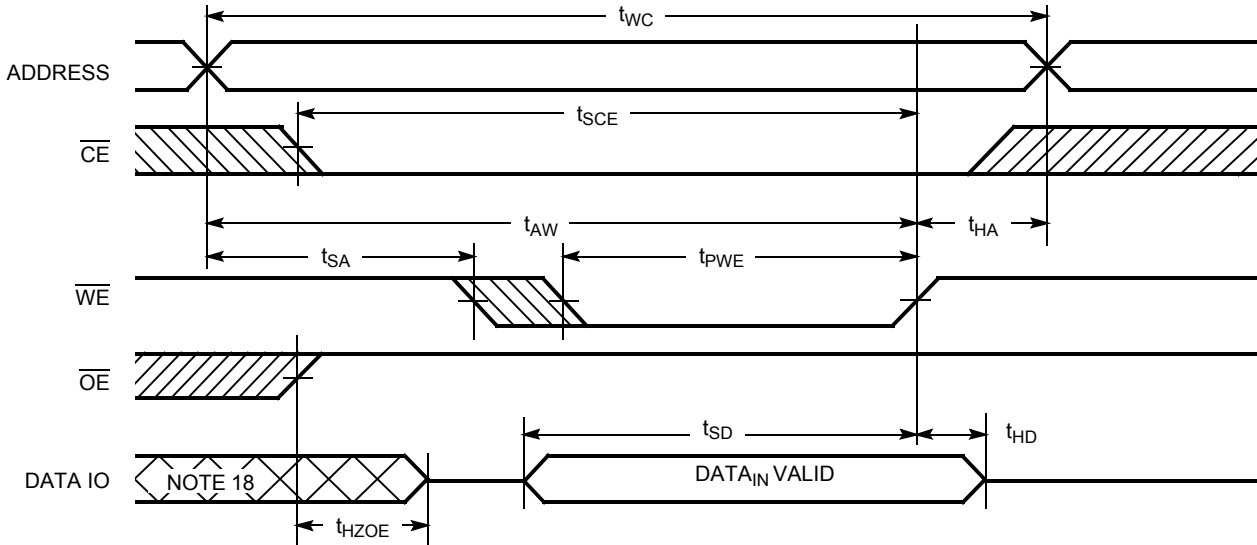 tWC
ADDRESS
tSCE
CE
tAW
tHA
tSA
tPWE
WE
OE
tSD
tHD
DATA IO
NOTE 18
DATAIN VALID
tHZOE